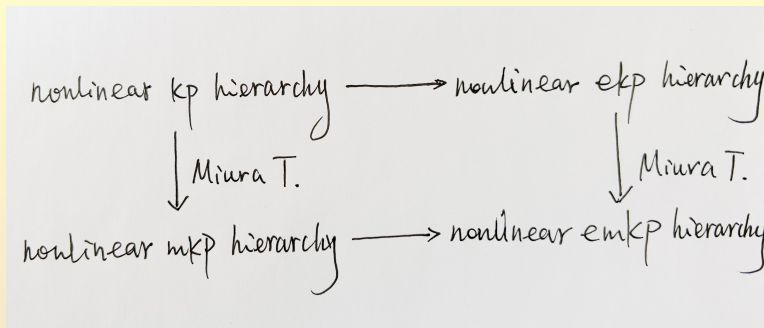 nonlinear kp hierarchy → nonlinear ekp hierarchy
↓ Miura T. ↓ Miura T.
nonlinear mkp hierarchy → nonlinear emkp hierarchy